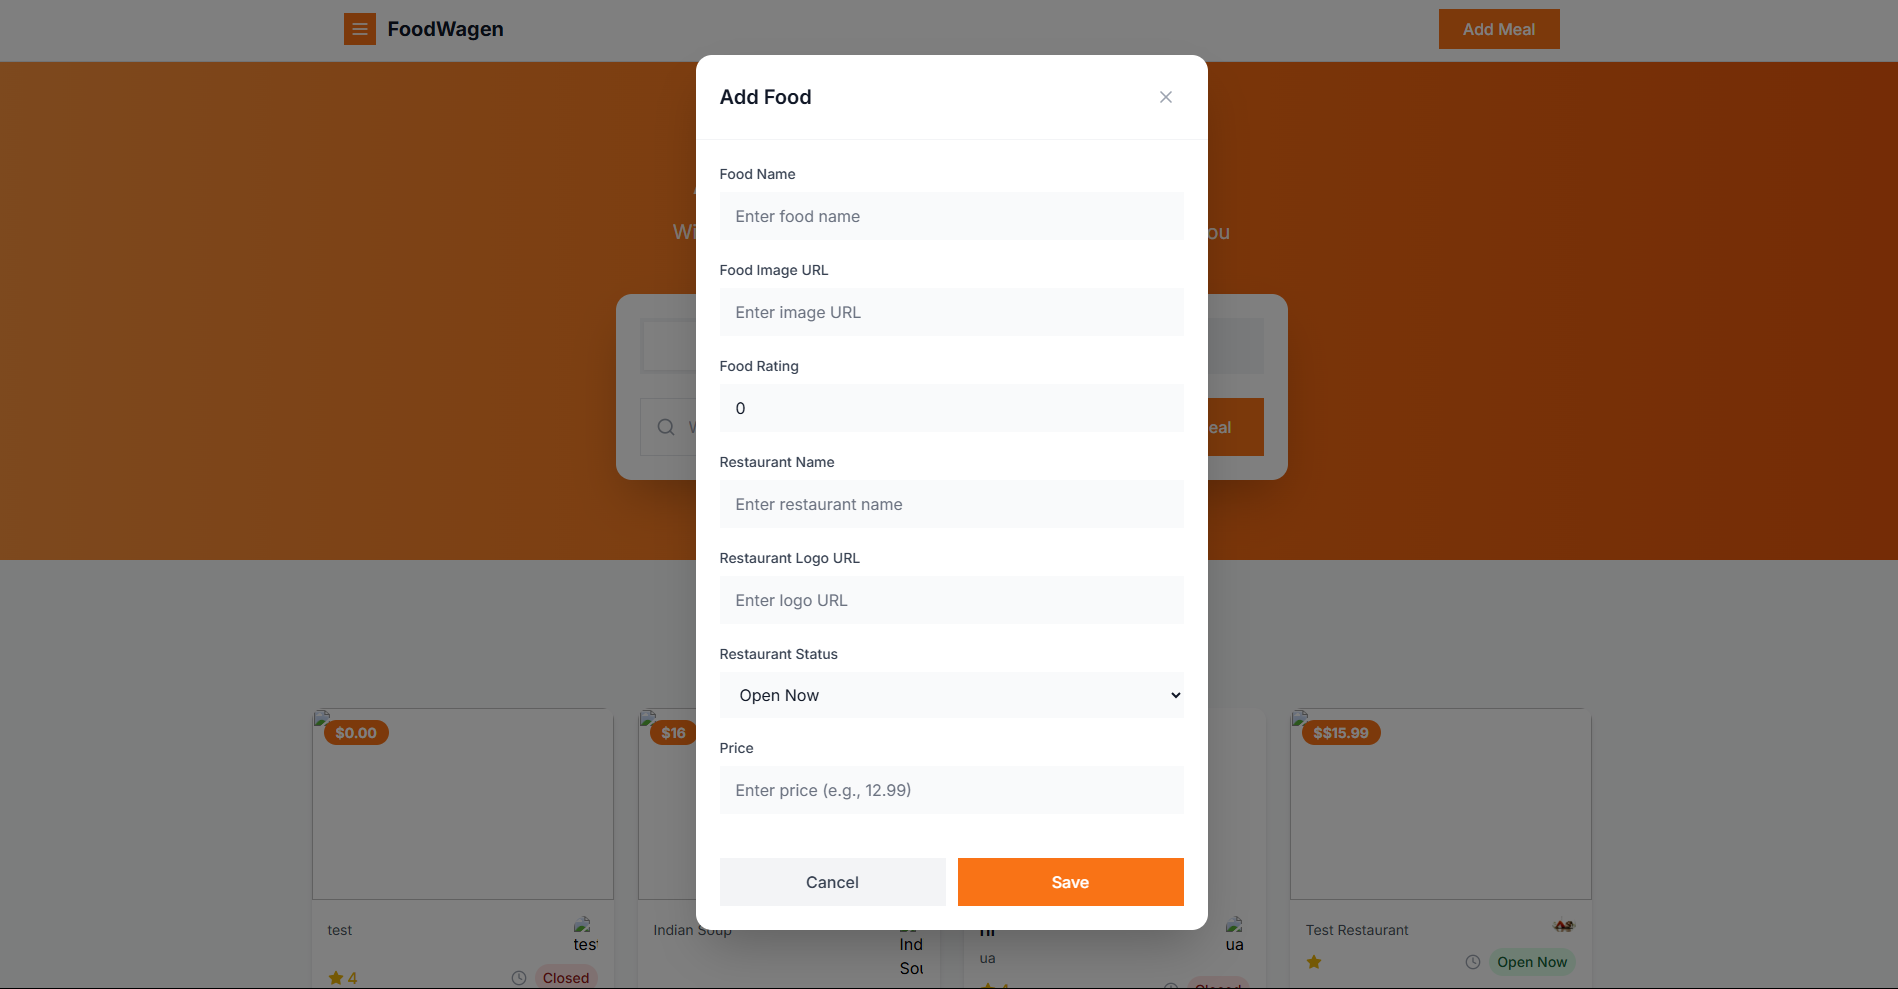 FoodWagen
Add Meal
Add Food
Food Name
Enter food name
Food Image URL
Enter image URL
Food Rating
0
Restaurant Name
Enter restaurant name
Restaurant Logo URL
Enter logo URL
Restaurant Status
Open Now
Price
Enter price (e.g., 12.99)
Cancel
Save
$0.00
$16
$$15.99
test
test
4
Closed
Indian Soup
Ind
Sou
ua
ua
Test Restaurant
Open Now